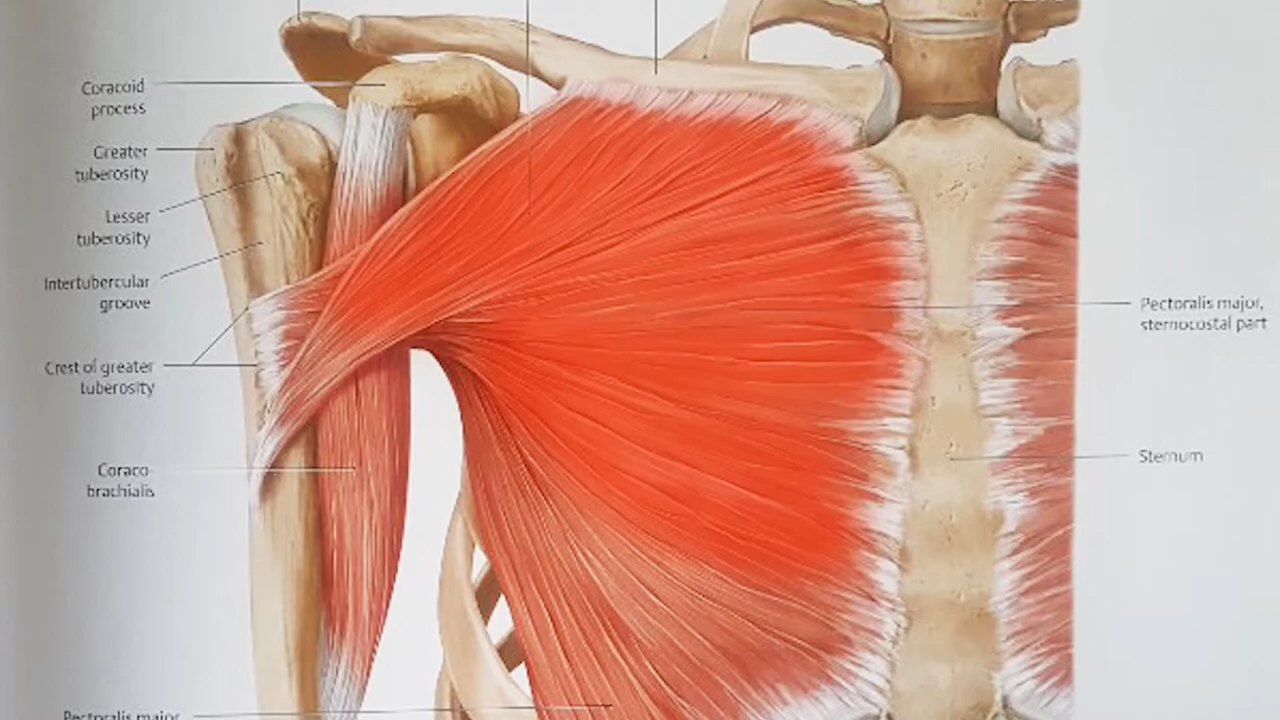 Coracoid
process
Greater
tuberosity
Lesser
tuberosity
Intertubercular
groove
Pectoralis major,
sternocostal part
Crest of greater
tuberosity
Sternum
Coraco-
brachialis
Pectoralis major